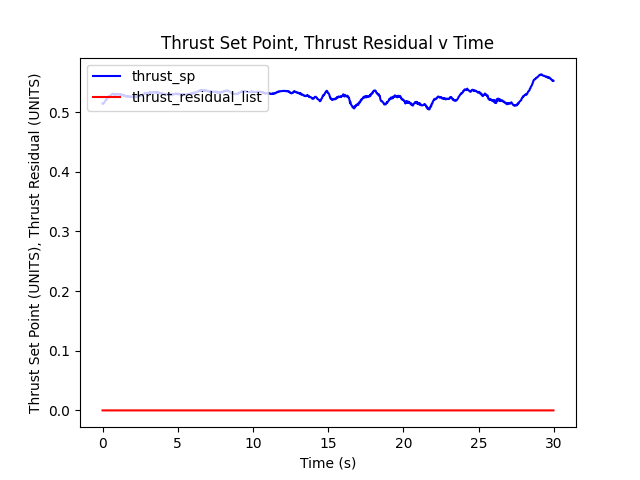 Thrust Set Point, Thrust Residual v Time
thrust_sp
thrust_residual_list
Thrust Set Point (UNITS), Thrust Residual (UNITS)
0.5
0.4
0.3
0.2
0.1
0.0
0 5 10 15 20 25 30
Time (s)